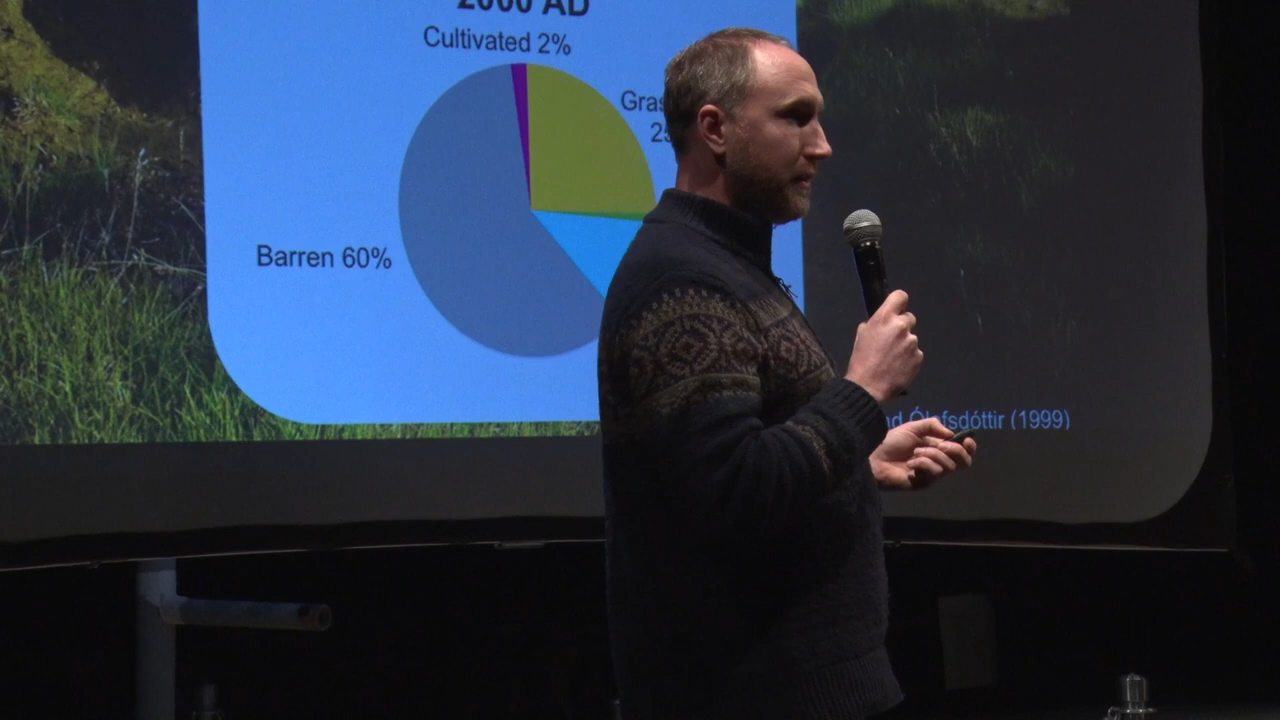 2000 AD
Cultivated 2%
Barren 60%
Ólafsdóttir (1999)